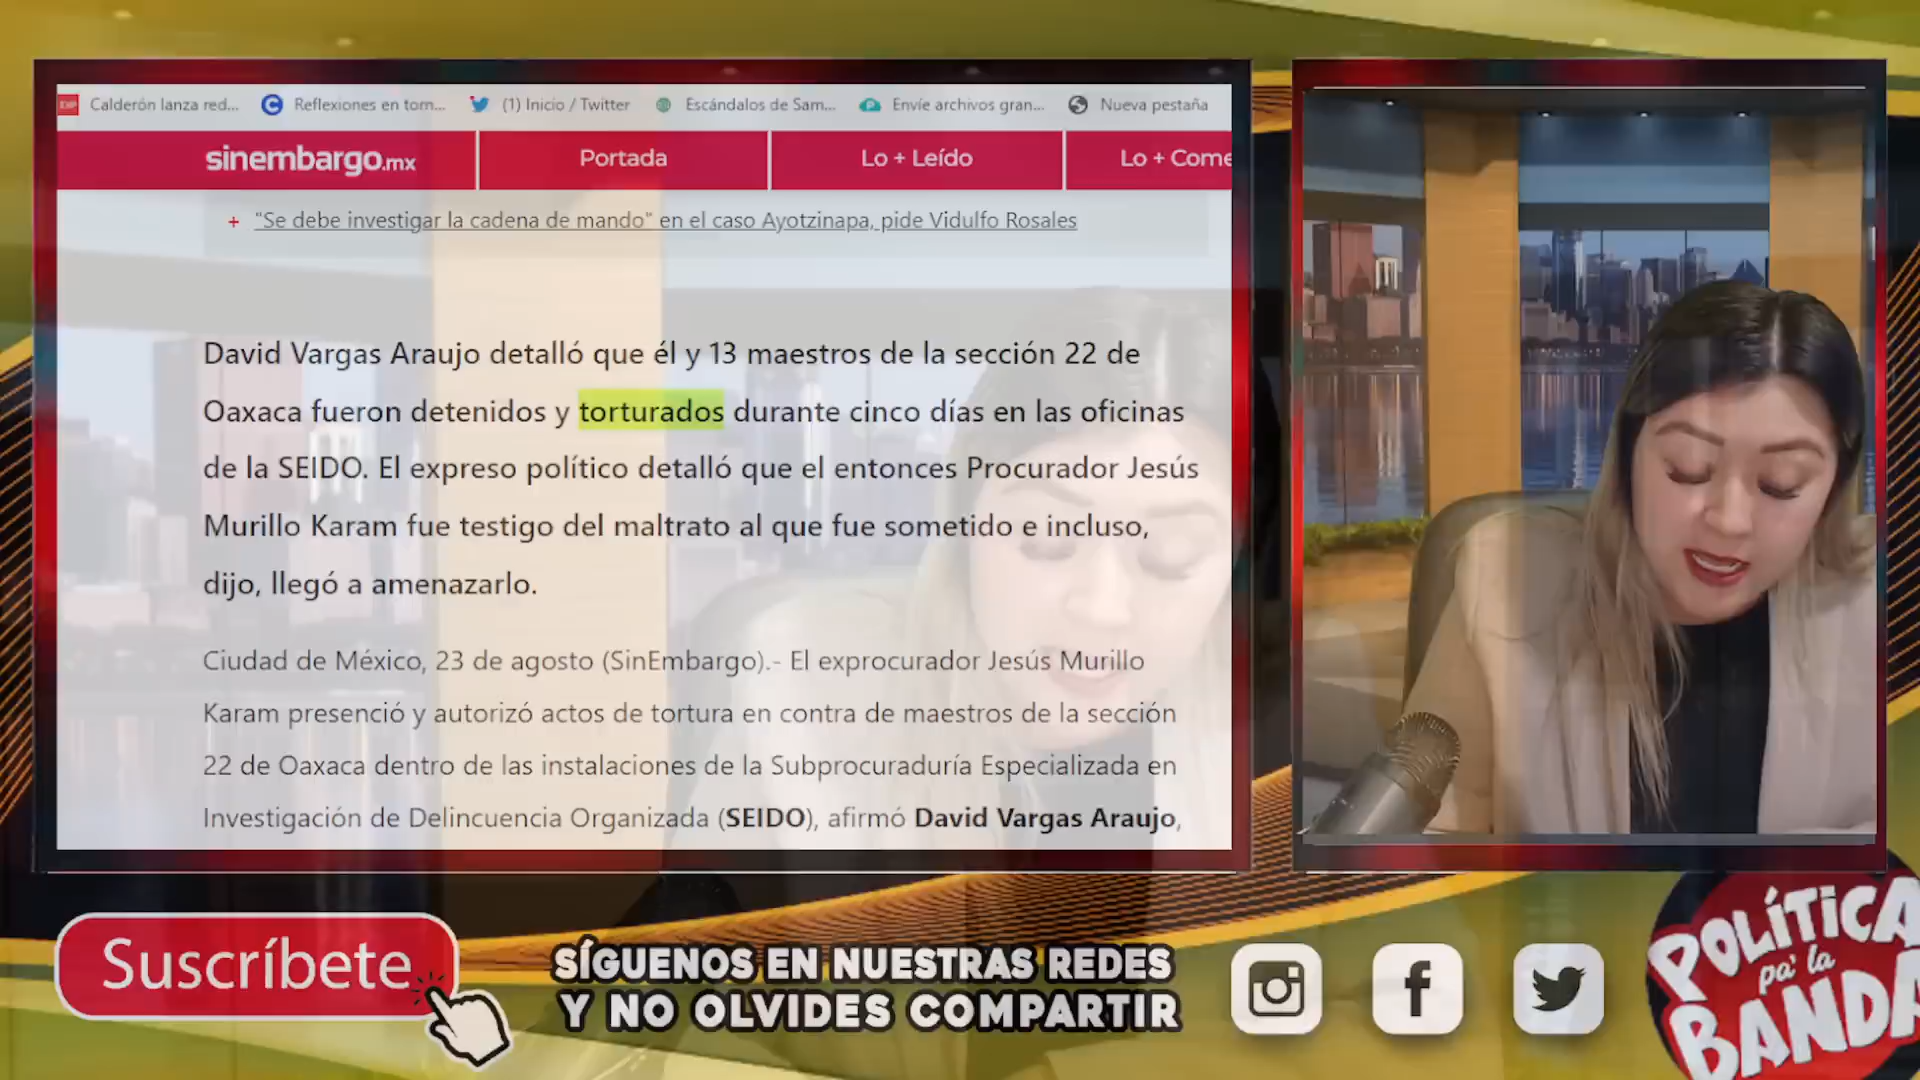 EXP Calderón lanza red... Reflexiones en torn... (1) Inicio / Twitter Escándalos de Sam... Envíe archivos gran... Nueva pestaña
sinembargo.mx Portada Lo + Leído Lo + Come
+ "Se debe investigar la cadena de mando" en el caso Ayotzinapa, pide Vidulfo Rosales
David Vargas Araujo detalló que él y 13 maestros de la sección 22 de
Oaxaca fueron detenidos y torturados durante cinco días en las oficinas
de la SEIDO. El expreso político detalló que el entonces Procurador Jesús
Murillo Karam fue testigo del maltrato al que fue sometido e incluso,
dijo, llegó a amenazarlo.
Ciudad de México, 23 de agosto (SinEmbargo).- El exprocurador Jesús Murillo
Karam presenció y autorizó actos de tortura en contra de maestros de la sección
22 de Oaxaca dentro de las instalaciones de la Subprocuraduría Especializada en
Investigación de Delincuencia Organizada (SEIDO), afirmó David Vargas Araujo,
Suscríbete
SÍGUENOS EN NUESTRAS REDES
Y NO OLVIDES COMPARTIR
POLÍTICA
pa' la
BANDA